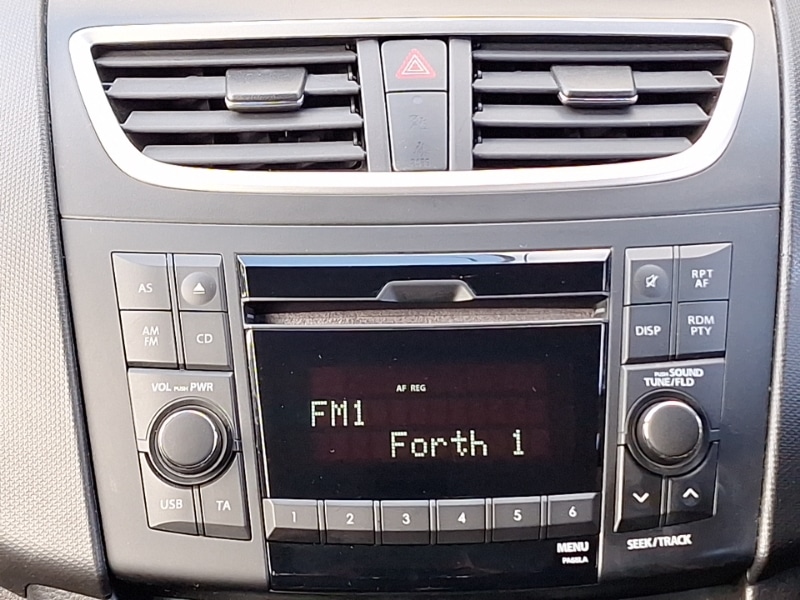 AS
RPT
AF
AM
FM
CD
DISP
RDM
PTY
VOL PUSH PWR
PUSH SOUND
TUNE/FLD
AF REG
FM1
Forth 1
USB
TA
1 2 3 4 5 6
MENU
SEEK/TRACK